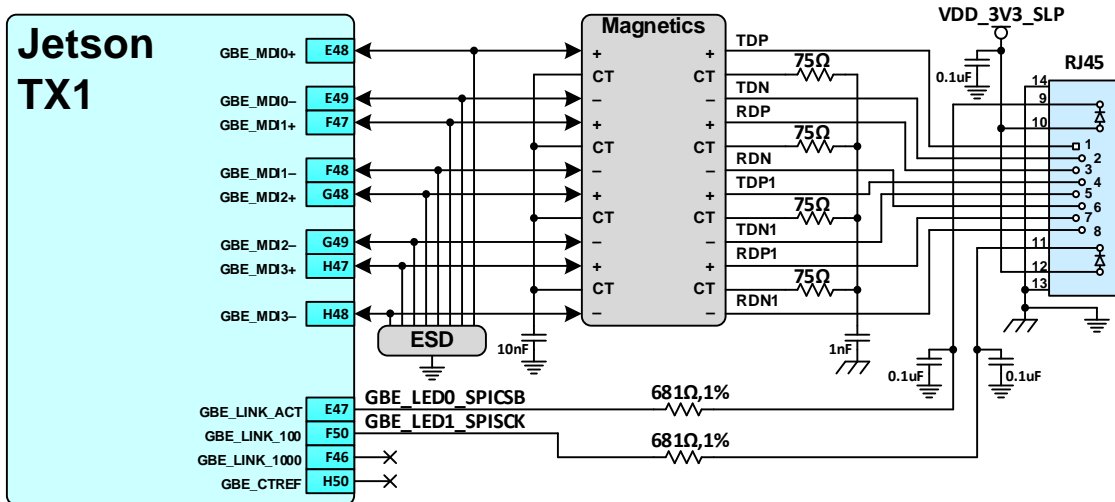 Jetson
TX1
Magnetics
VDD_3V3_SLP
RJ45
0.1uF
GBE_MDI0+ E48
GBE_MDI0– E49
GBE_MDI1+ F47
GBE_MDI1– F48
GBE_MDI2+ G48
GBE_MDI2– G49
GBE_MDI3+ H47
GBE_MDI3– H48
ESD
10nF
+ + TDP
CT CT 75Ω
– – TDN
+ + RDP
CT CT 75Ω
– – RDN
+ + TDP1
CT CT 75Ω
– – TDN1
+ + RDP1
CT CT 75Ω
– – RDN1
1nF
14
9
10
1
2
3
4
5
6
7
8
11
12
13
0.1uF
0.1uF
GBE_LINK_ACT E47 GBE_LED0_SPICSB 681Ω,1%
GBE_LINK_100 F50 GBE_LED1_SPISCK 681Ω,1%
GBE_LINK_1000 F46
GBE_CTREF H50